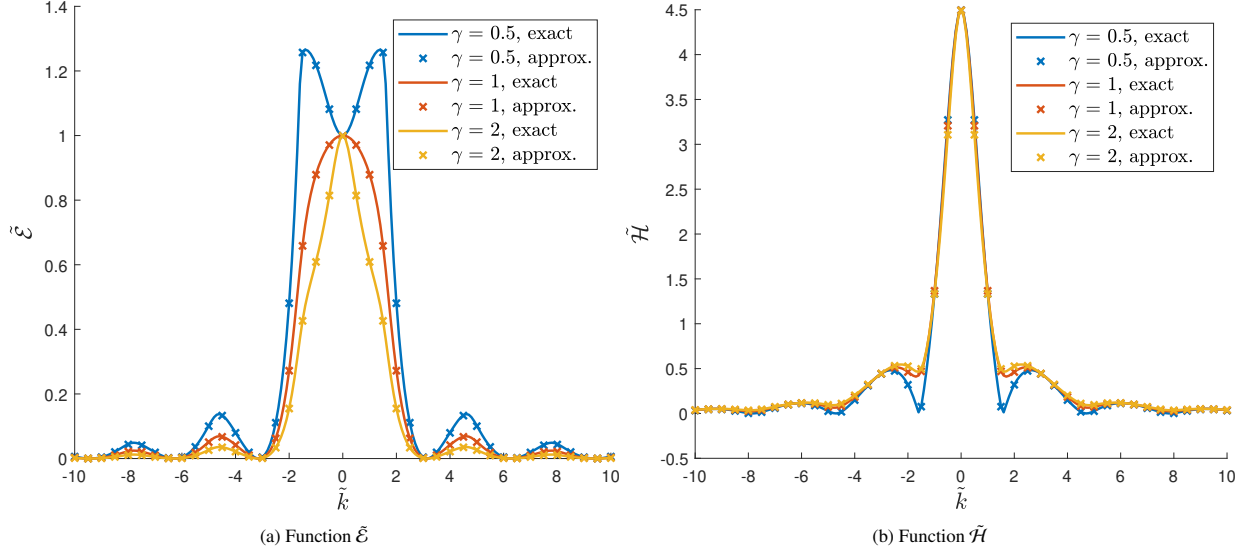 1.4
1.2
1
0.8
0.6
0.4
0.2
0
-10 -8 -6 -4 -2 0 2 4 6 8 10
k̃
ℰ̃
γ = 0.5, exact
γ = 0.5, approx.
γ = 1, exact
γ = 1, approx.
γ = 2, exact
γ = 2, approx.
(a) Function ℰ̃
4.5
4
3.5
3
2.5
2
1.5
1
0.5
0
-0.5
-10 -8 -6 -4 -2 0 2 4 6 8 10
k̃
ℋ̃
γ = 0.5, exact
γ = 0.5, approx.
γ = 1, exact
γ = 1, approx.
γ = 2, exact
γ = 2, approx.
(b) Function ℋ̃